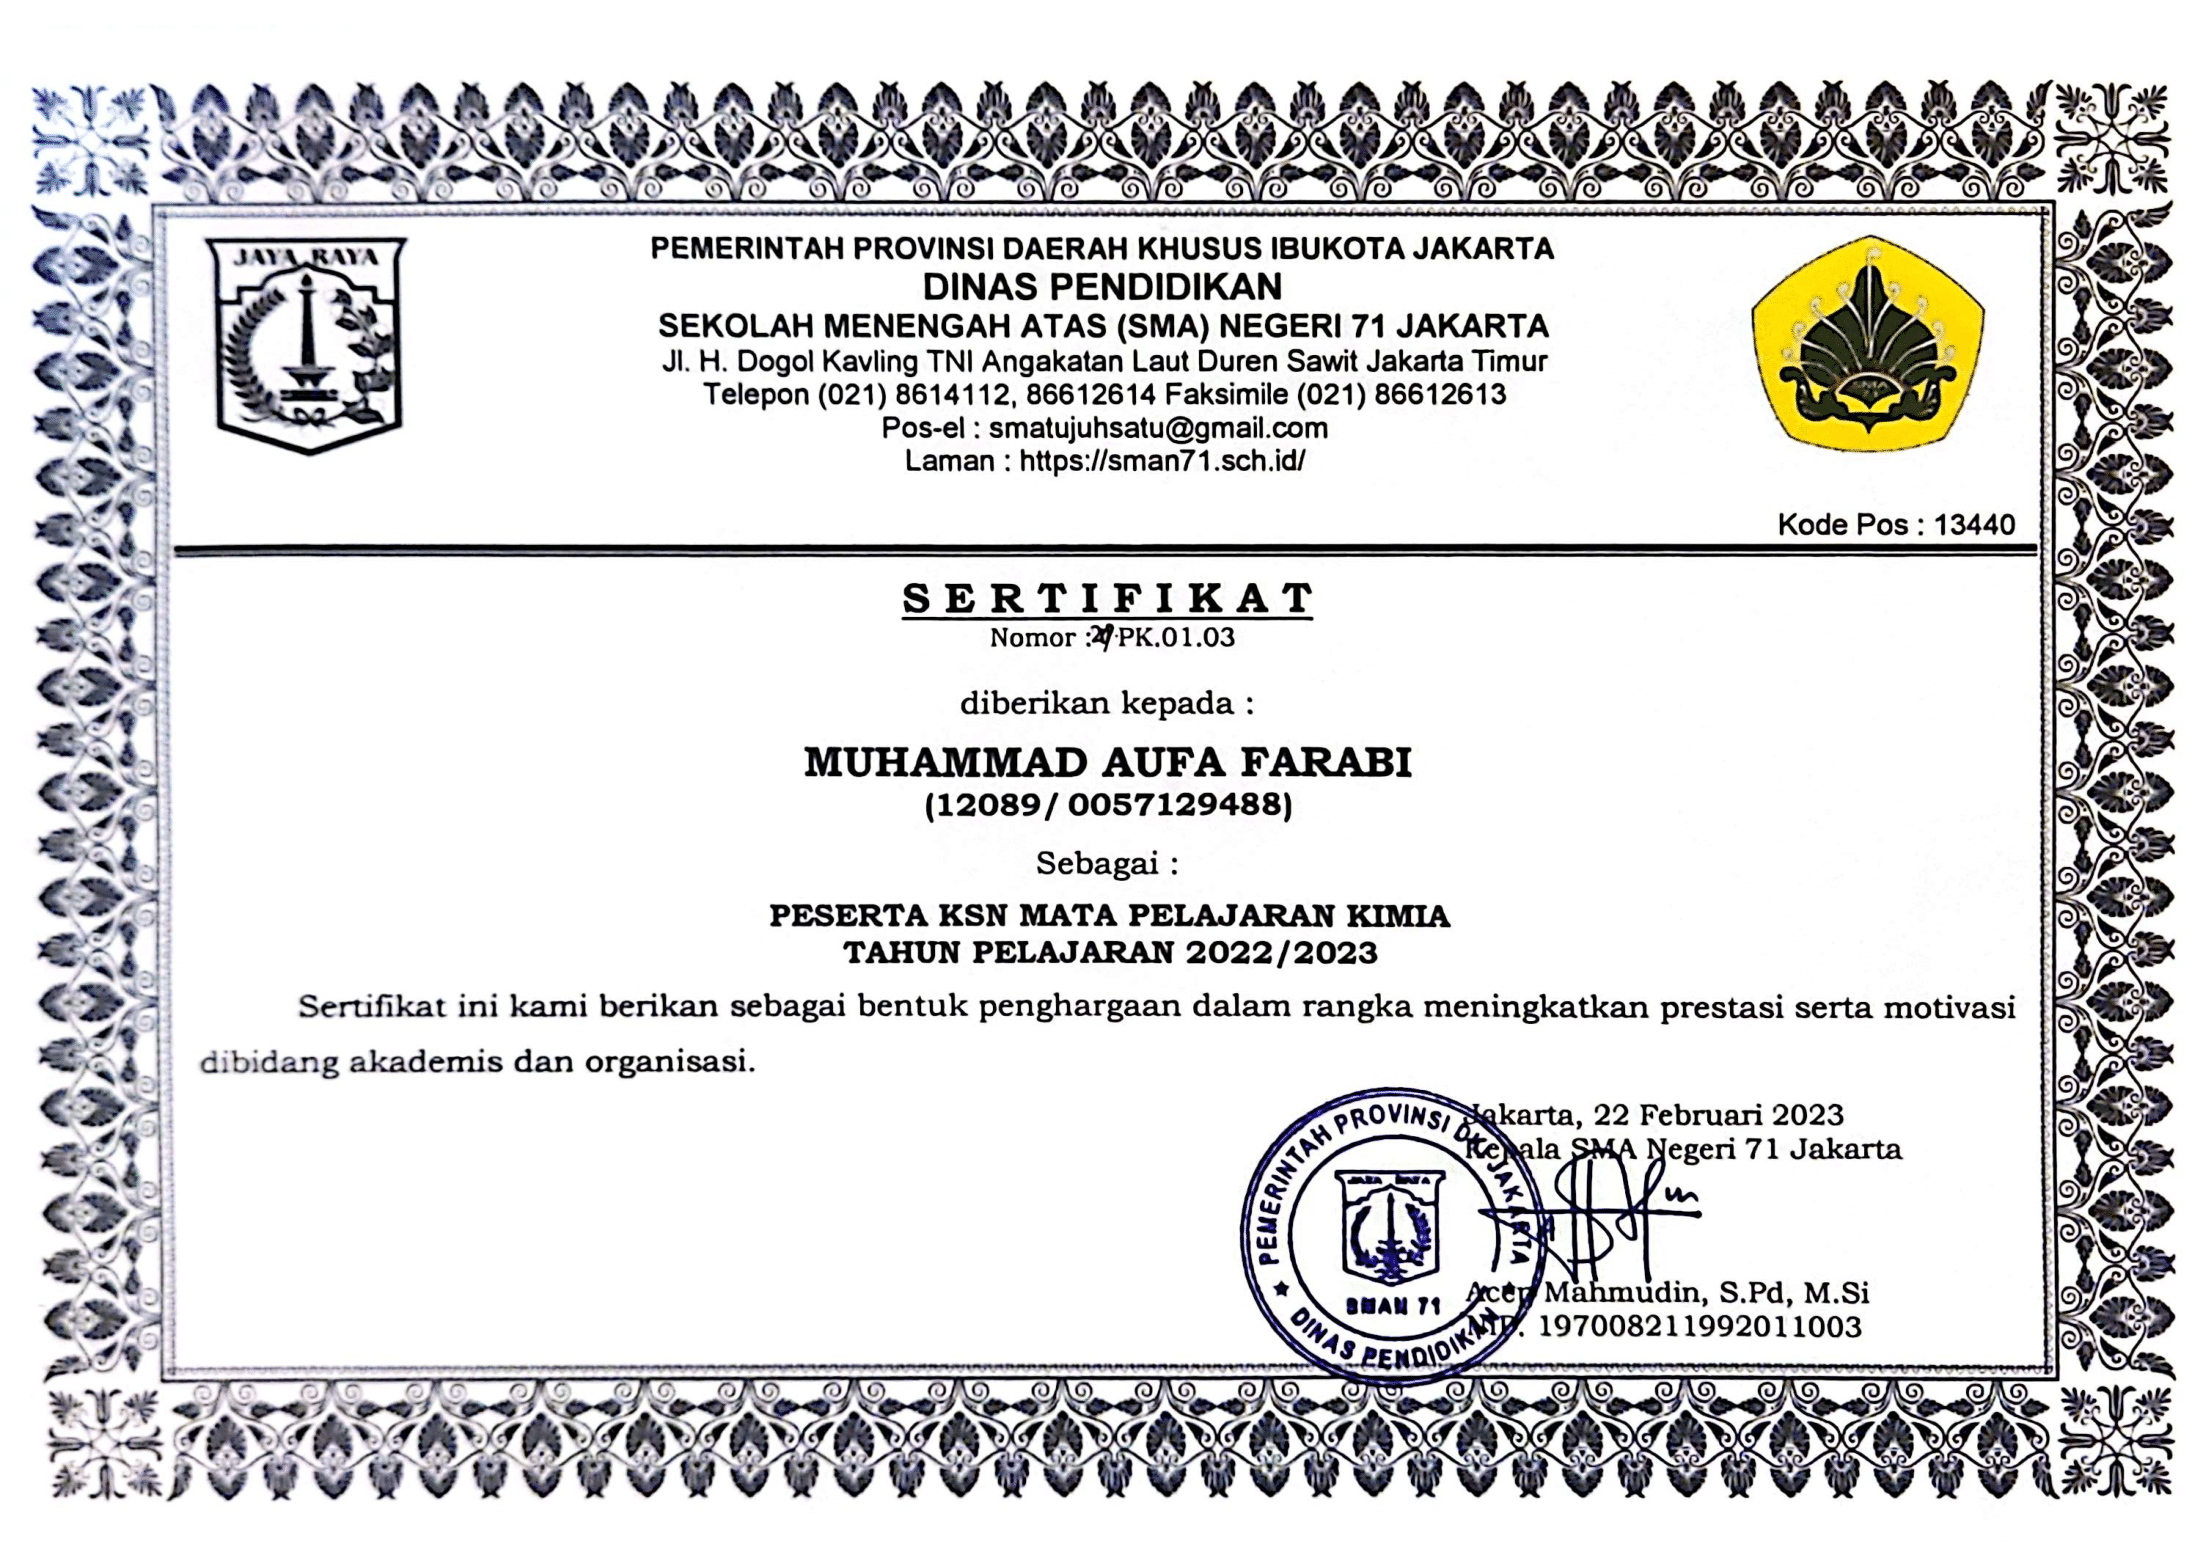 JAYA RAYA
PEMERINTAH PROVINSI DAERAH KHUSUS IBUKOTA JAKARTA
DINAS PENDIDIKAN
SEKOLAH MENENGAH ATAS (SMA) NEGERI 71 JAKARTA
Jl. H. Dogol Kavling TNI Angakatan Laut Duren Sawit Jakarta Timur
Telepon (021) 8614112, 86612614 Faksimile (021) 86612613
Pos-el : smatujuhsatu@gmail.com
Laman : https://sman71.sch.id/
Kode Pos : 13440
SERTIFIKAT
Nomor : PK.01.03
diberikan kepada :
MUHAMMAD AUFA FARABI
(12089/ 0057129488)
Sebagai :
PESERTA KSN MATA PELAJARAN KIMIA
TAHUN PELAJARAN 2022/2023
Sertifikat ini kami berikan sebagai bentuk penghargaan dalam rangka meningkatkan prestasi serta motivasi
dibidang akademis dan organisasi.
Jakarta, 22 Februari 2023
Kepala SMA Negeri 71 Jakarta
PEMERINTAH PROVINSI DKI JAKARTA
JAYA RAYA
SMAN 71
DINAS PENDIDIKAN
Acep Mahmudin, S.Pd, M.Si
NIP. 197008211992011003